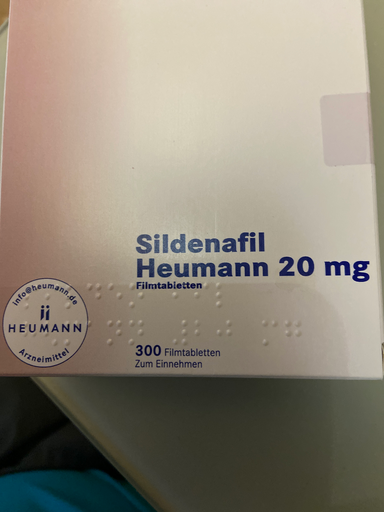 Sildenafil
Heumann 20 mg
Filmtabletten
info@heumann.de
HEUMANN
Arzneimittel
300 Filmtabletten
Zum Einnehmen